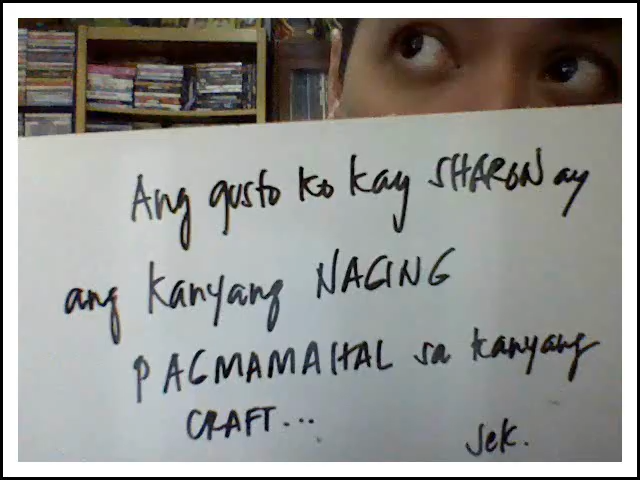 Ang gusto ko kay SHARON ay
ang kanyang NAGING
PAGMAMAHAL sa kanyang
CRAFT...
Jek.